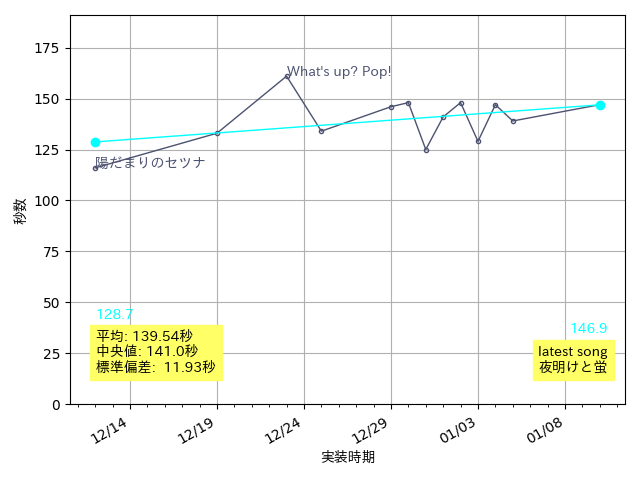 175
150
125
100
75
50
25
0
秒数
What's up? Pop!
陽だまりのセツナ
128.7
平均: 139.54秒
中央値: 141.0秒
標準偏差: 11.93秒
146.9
latest song
夜明けと蛍
12/14
12/19
12/24
12/29
01/03
01/08
実装時期